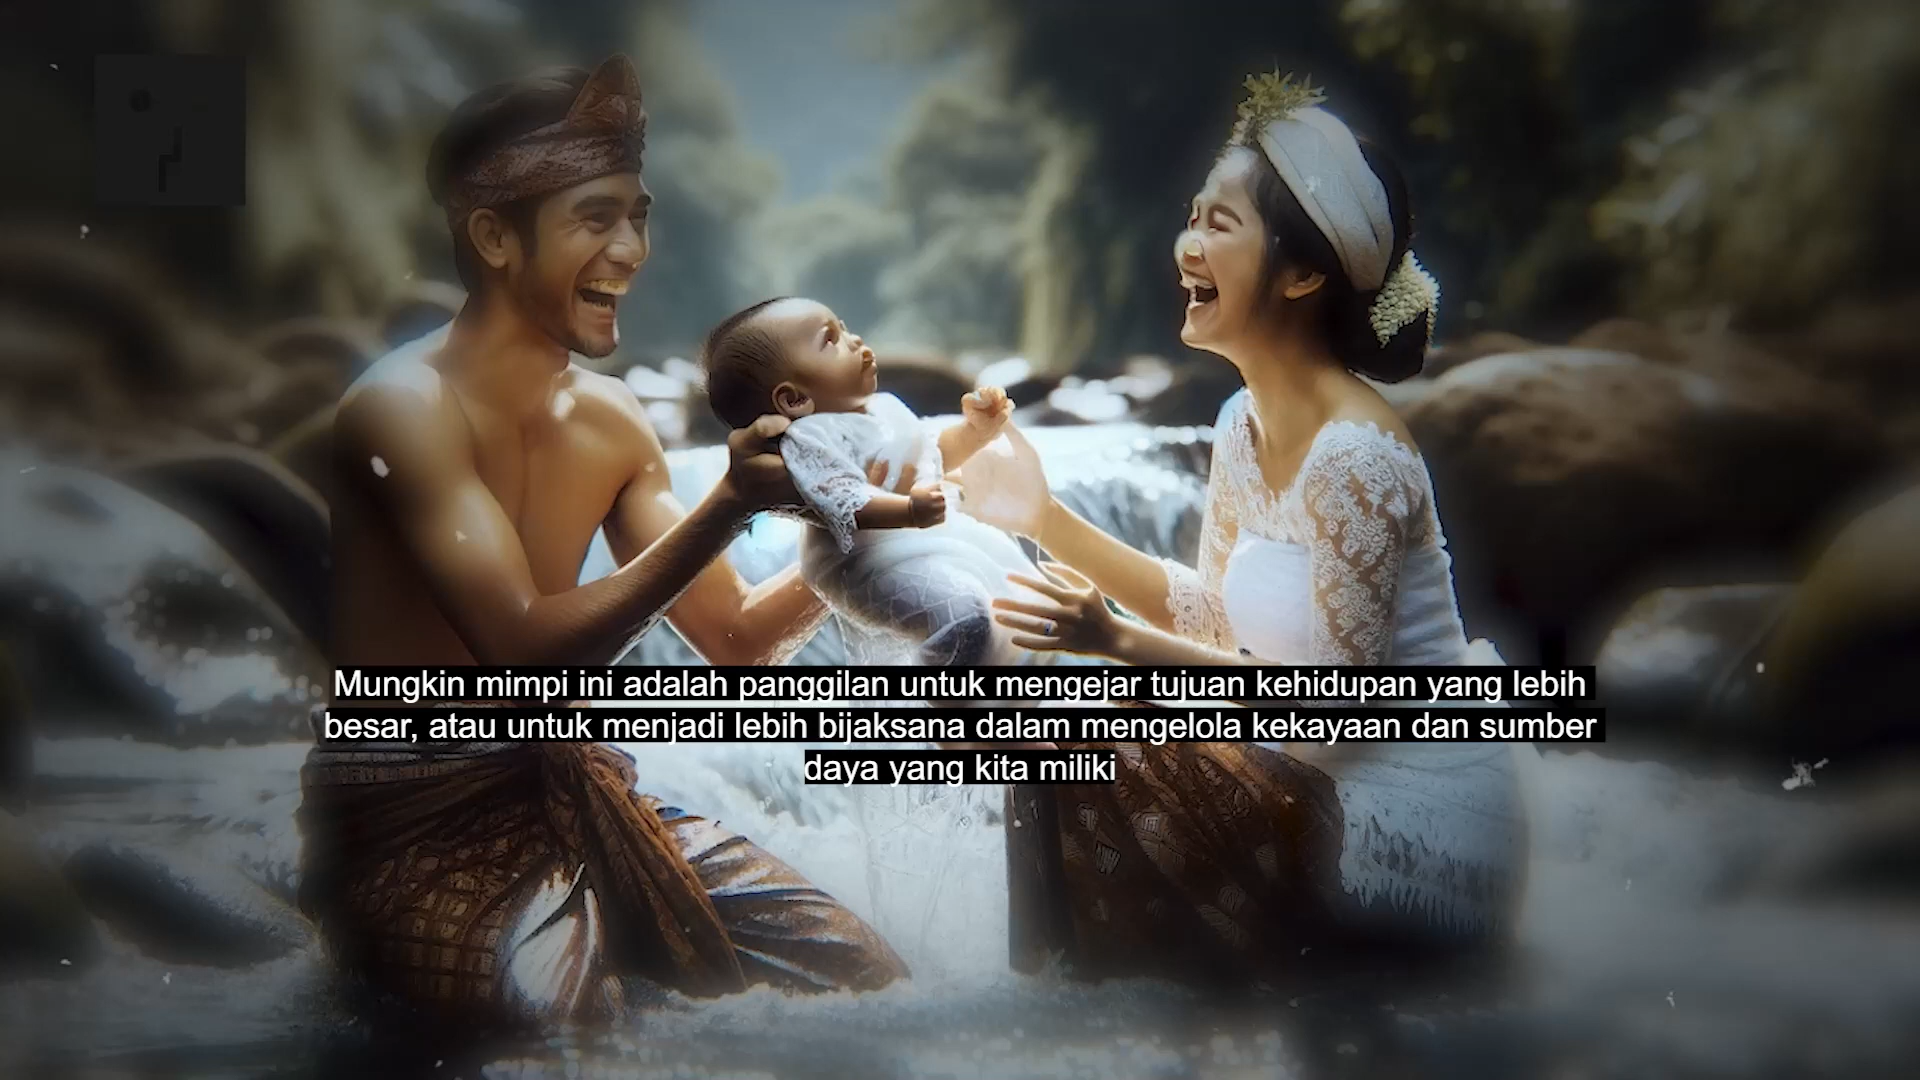 Mungkin mimpi ini adalah panggilan untuk mengejar tujuan kehidupan yang lebih
besar, atau untuk menjadi lebih bijaksana dalam mengelola kekayaan dan sumber
daya yang kita miliki